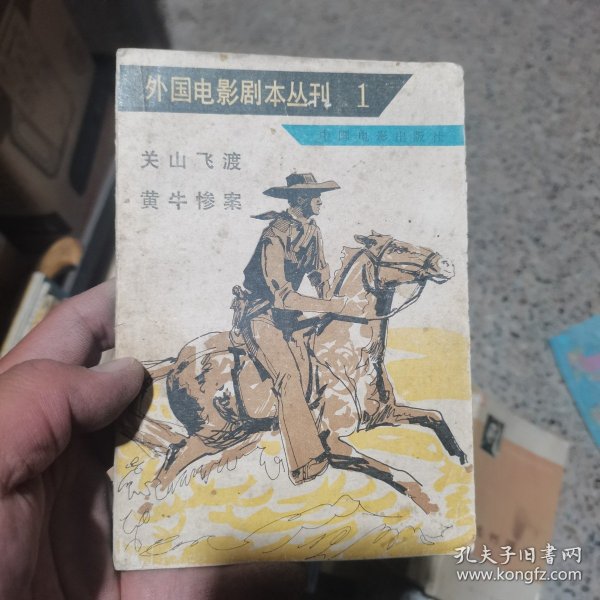 外国电影剧本丛刊 1
中国电影出版社
关山飞渡
黄牛惨案
孔夫子旧书网
www.kongfz.com